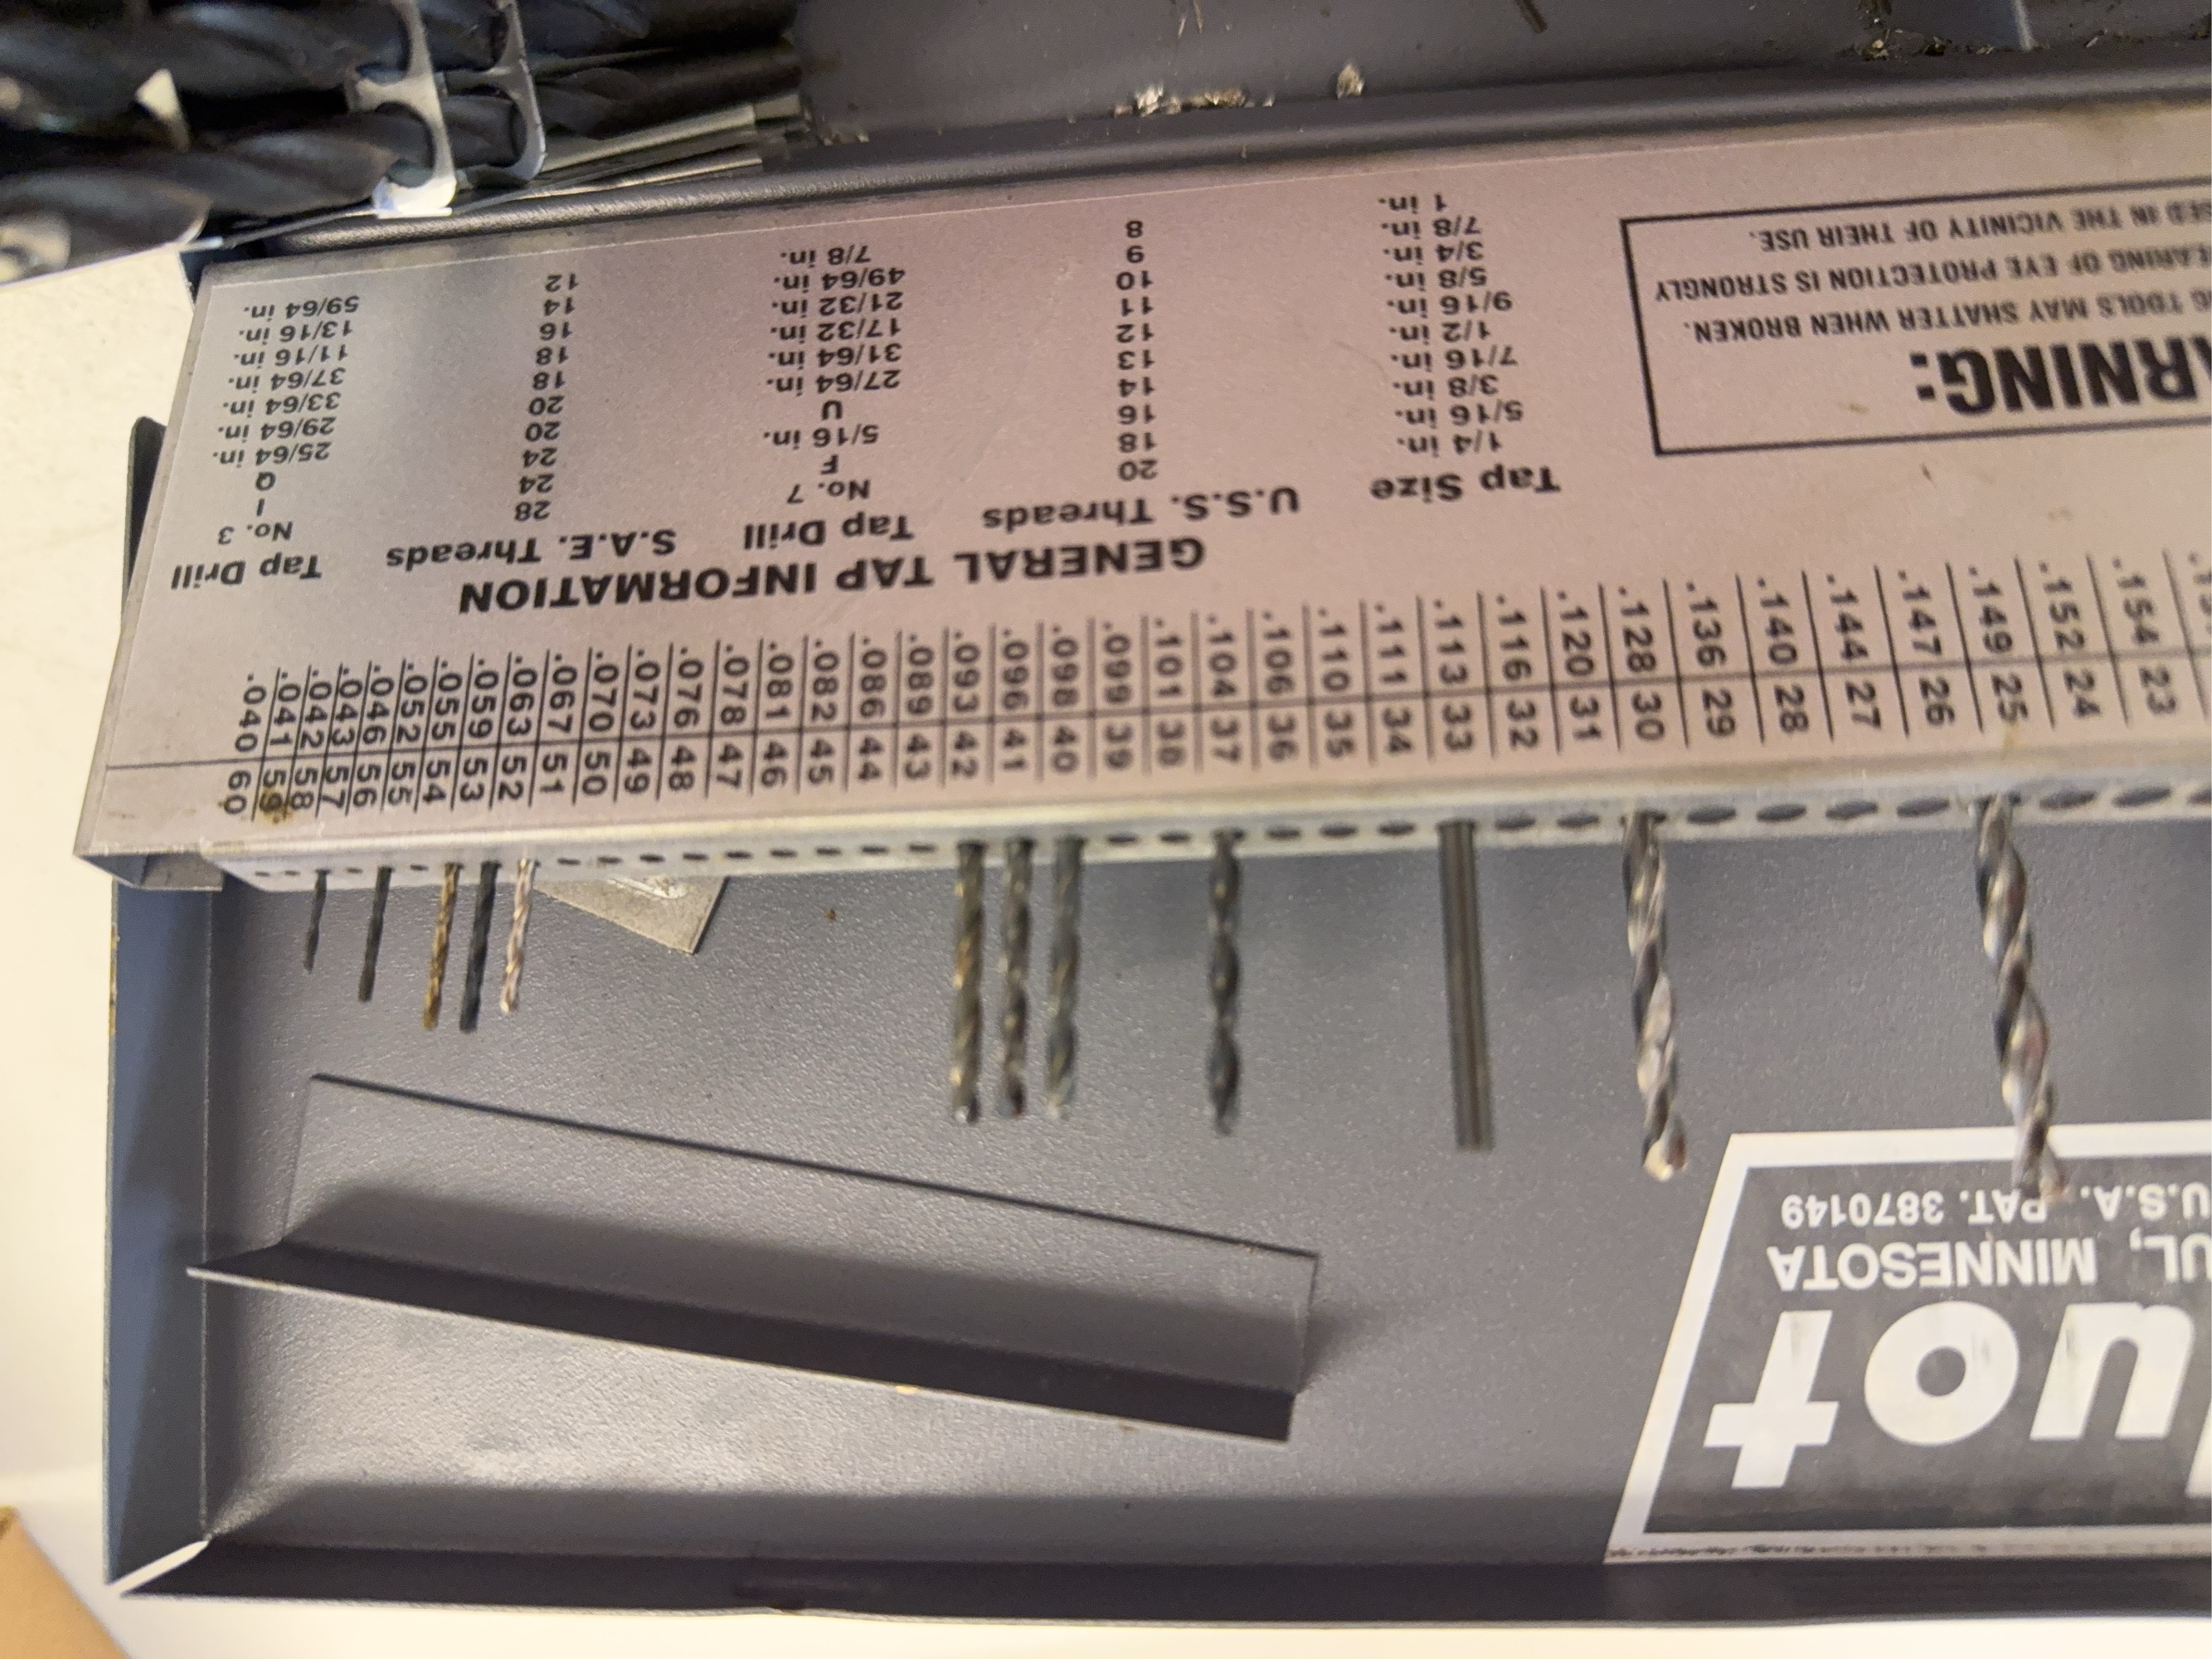 uot
UL, MINNESOTA
U.S.A. PAT. 3870149
.154 23
.152 24
.149 25
.147 26
.144 27
.140 28
.136 29
.128 30
.120 31
.116 32
.113 33
.111 34
.110 35
.106 36
.104 37
.101 38
.099 39
.098 40
.096 41
.093 42
.089 43
.086 44
.082 45
.081 46
.078 47
.076 48
.073 49
.070 50
.067 51
.063 52
.059 53
.055 54
.052 55
.046 56
.043 57
.042 58
.041 59
.040 60
RNING:
TOOLS MAY SHATTER WHEN BROKEN.
EARING OF EYE PROTECTION IS STRONGLY
ED IN THE VICINITY OF THEIR USE.
GENERAL TAP INFORMATION
Tap Size U.S.S. Threads Tap Drill S.A.E. Threads Tap Drill
1/4 in. 20 No. 7 28 No. 3
5/16 in. 18 F 24 I
3/8 in. 16 5/16 in. 24 Q
7/16 in. 14 U 20 25/64 in.
1/2 in. 13 27/64 in. 20 29/64 in.
9/16 in. 12 31/64 in. 18 33/64 in.
5/8 in. 11 17/32 in. 18 37/64 in.
3/4 in. 10 21/32 in. 16 11/16 in.
7/8 in. 9 49/64 in. 14 13/16 in.
1 in. 8 7/8 in. 12 59/64 in.